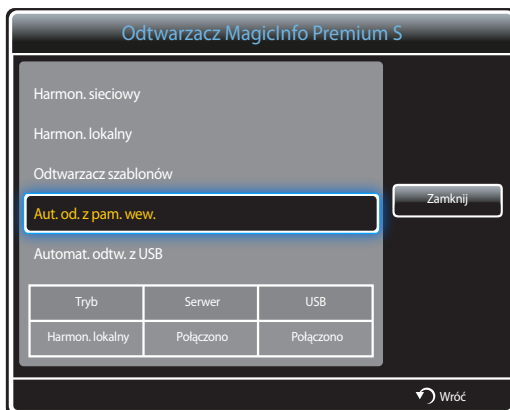 Odtwarzacz MagicInfo Premium S
Harmon. sieciowy
Harmon. lokalny
Odtwarzacz szablonów
Aut. od. z pam. wew.
Automat. odtw. z USB
Zamknij
Tryb Serwer USB
Harmon. lokalny Połączono Połączono
Wróć